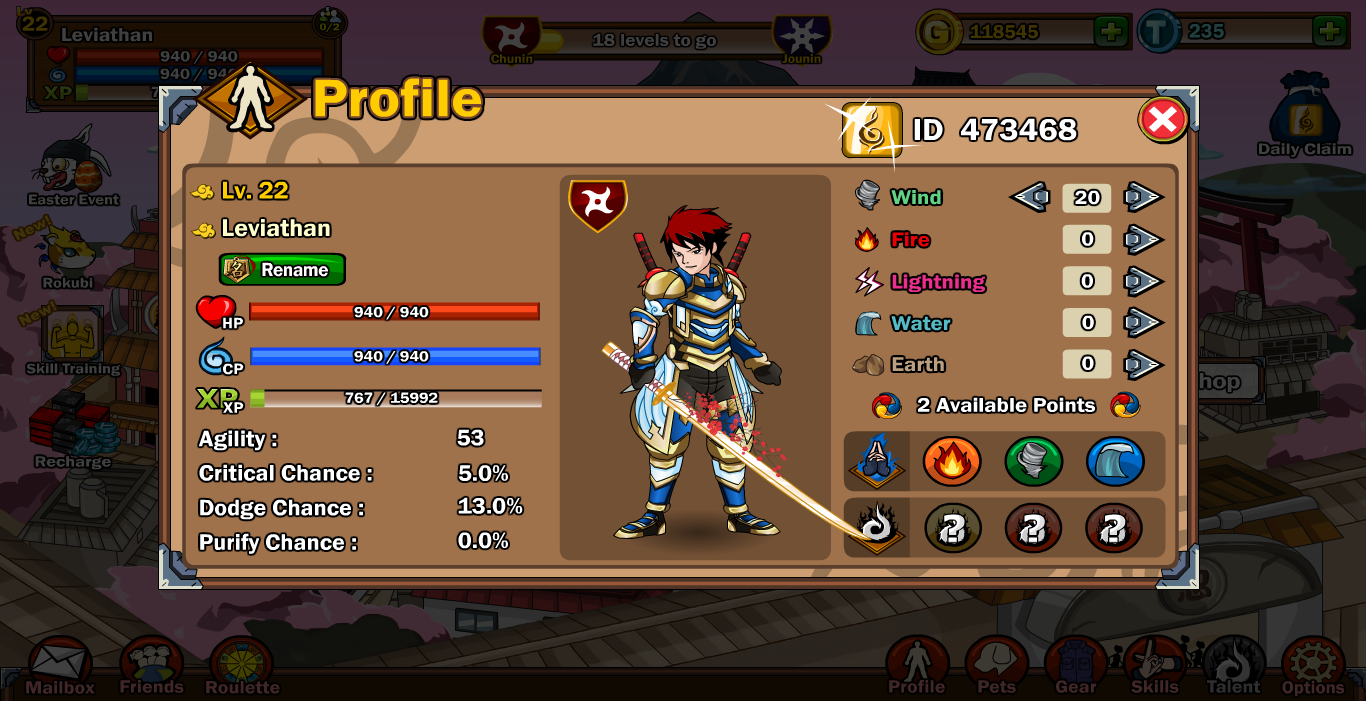 Lv
22
Leviathan
0/2
940 / 940
XP
18 levels to go
Chunin
Jounin
G
118545
T
235
Profile
ID 473468
Daily Claim
Easter Event
New!
Rokubi
New!
Skill Training
Recharge
Lv. 22
Leviathan
Rename
HP
940 / 940
CP
940 / 940
XP
XP
767 / 15992
Agility :
53
Critical Chance :
5.0%
Dodge Chance :
13.0%
Purify Chance :
0.0%
Wind
20
Fire
0
Lightning
0
Water
0
Earth
0
2 Available Points
?
?
?
hop
Mailbox
Friends
Roulette
Profile
Pets
Gear
Skills
Talent
Options